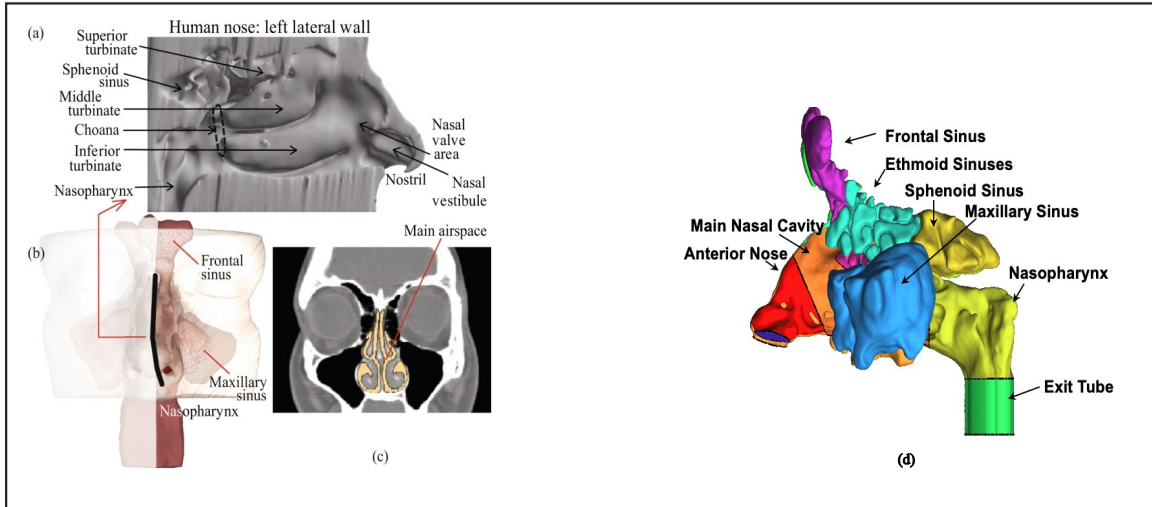 (a)
Human nose: left lateral wall
Superior
turbinate
Sphenoid
sinus
Middle
turbinate
Choana
Inferior
turbinate
Nasopharynx
Nasal
valve
area
Nostril
Nasal
vestibule
(b)
Frontal
sinus
Maxillary
sinus
Nasopharynx
Main airspace
(c)
Frontal Sinus
Ethmoid Sinuses
Sphenoid Sinus
Maxillary Sinus
Main Nasal Cavity
Anterior Nose
Nasopharynx
Exit Tube
(d)